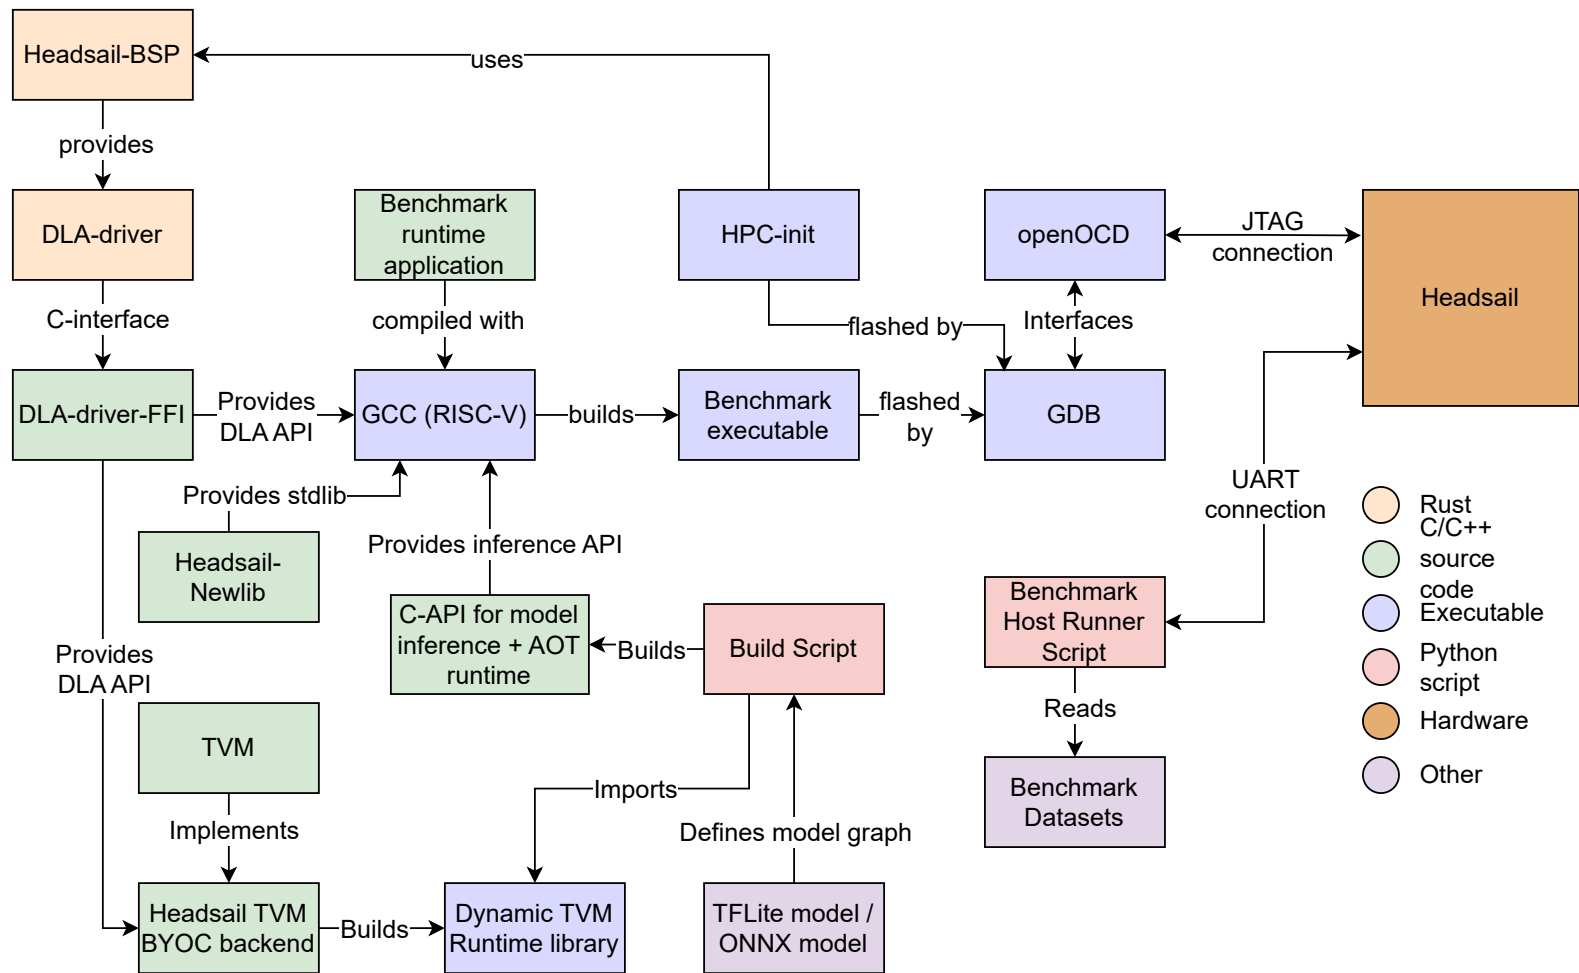 Headsail-BSP
uses
provides
DLA-driver
Benchmark
runtime
application
HPC-init
openOCD
JTAG
connection
Headsail
C-interface
compiled with
flashed by
Interfaces
DLA-driver-FFI
Provides
DLA API
GCC (RISC-V)
builds
Benchmark
executable
flashed
by
GDB
Provides stdlib
UART
connection
Headsail-
Newlib
Provides inference API
C-API for model
inference + AOT
runtime
Builds
Build Script
Benchmark
Host Runner
Script
Rust
C/C++
source
code
Executable
Python
script
Hardware
Other
Provides
DLA API
TVM
Reads
Imports
Benchmark
Datasets
Implements
Defines model graph
Headsail TVM
BYOC backend
Builds
Dynamic TVM
Runtime library
TFLite model /
ONNX model